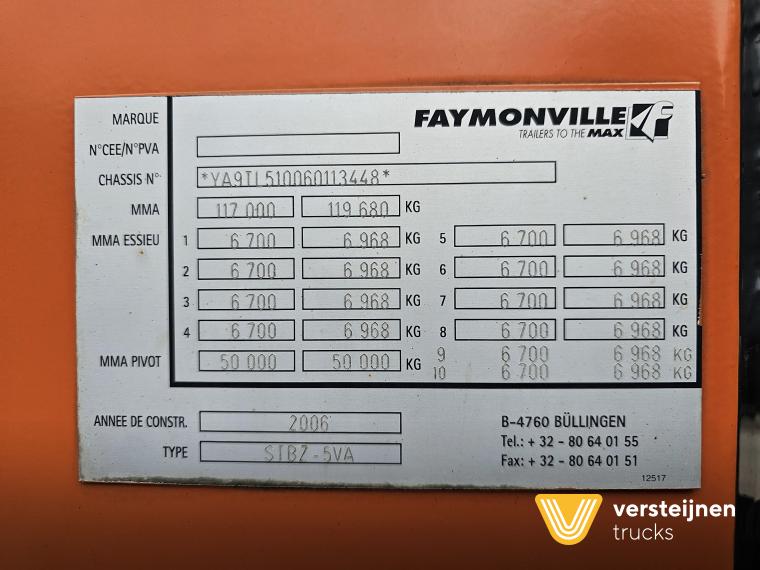 MARQUE
FAYMONVILLE
TRAILERS TO THE MAX
N°CEE/N°PVA
CHASSIS N° *YA9TL510060113448*
MMA 117 000 119 680 KG
MMA ESSIEU 1 6 700 6 968 KG 5 6 700 6 968 KG
2 6 700 6 968 KG 6 6 700 6 968 KG
3 6 700 6 968 KG 7 6 700 6 968 KG
4 6 700 6 968 KG 8 6 700 6 968 KG
MMA PIVOT 50 000 50 000 KG 9 6 700 6 968 KG
10 6 700 6 968 KG
ANNEE DE CONSTR. 2006 B-4760 BÜLLINGEN
Tel.: + 32 - 80 64 01 55
TYPE STBZ-5VA Fax: + 32 - 80 64 01 51
12517
versteijnen
trucks